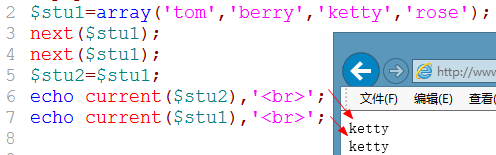 2 $stu1=array('tom','berry','ketty','rose');
3 next($stu1);
4 next($stu1);
5 $stu2=$stu1;
6 echo current($stu2),'<br>';
7 echo current($stu1),'<br>';
8
http://www
文件(F) 编辑(E) 查看(
ketty
ketty